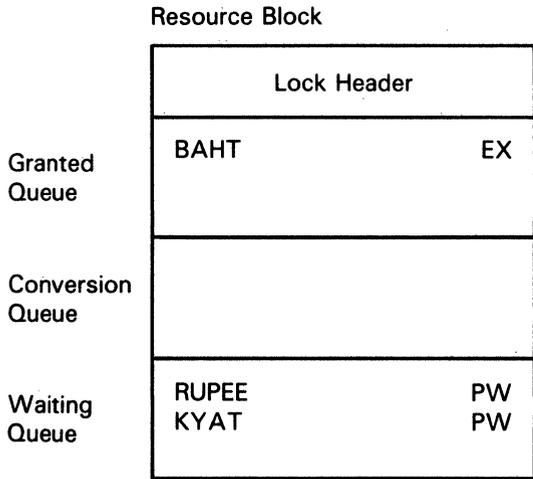 Resource Block
Lock Header
Granted
Queue
BAHT EX
Conversion
Queue
Waiting
Queue
RUPEE PW
KYAT PW